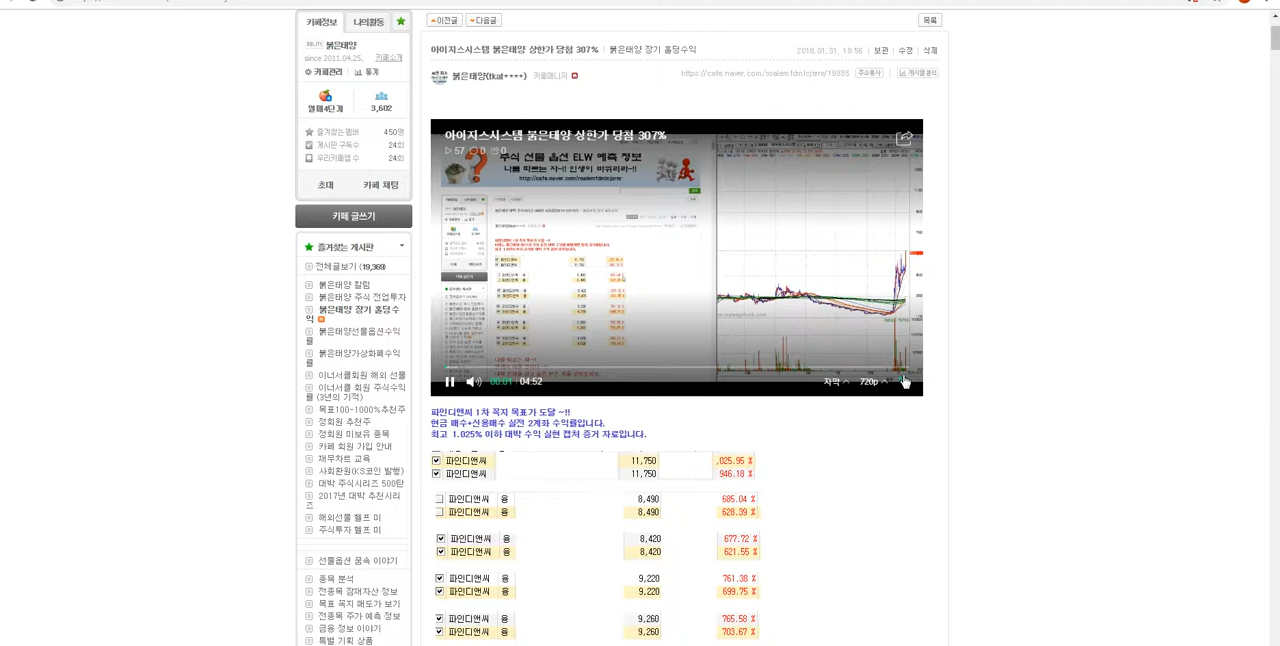 카페정보 나의활동
매니저 붉은태양
since 2011.04.25. 카페소개
카페관리 통계
열매4단계 3,602
즐겨찾는 멤버 450명
게시판 구독수 24회
우리카페앱 수 24회
초대 카페 채팅
카페 글쓰기
즐겨찾는 게시판
전체글보기 (19,369)
붉은태양 칼럼
붉은태양 주식 전업투자
붉은태양 장기 홀딩수
익
붉은태양선물옵션수익
률
붉은태양가상화폐수익
률
이너서클회원 해외 선물
이너서클 회원 주식수익
률 (3년의 기적)
목표100-1000%추천주
정회원 추천주
정회원 미보유 종목
카페 회원 가입 안내
재무차트 교육
사회환원(KS코인 발행)
대박 주식시리즈 500탄
2017년 대박 추천시리
즈
해외선물 헬프 미
주식투자 헬프 미
선물옵션 꿈속 이야기
종목 분석
전종목 잠재자산 정보
목표 꼭지 매도가 보기
전종목 주가 예측 정보
금융 정보 이야기
특별 기획 상품
이전글 다음글 목록
아이지스시스템 붉은태양 상한가 당첨 307% | 붉은태양 장기 홀딩수익 2018.01.31. 18:56 보관 수정 삭제
붉은태양(tkat****) 카페매니저 주소복사 게시글 분석
아이지스시스템 붉은태양 상한가 당첨 307%
57 0 0
주식 선물 옵션 ELW 예측 정보
나를 따르는 자~!! 인생이 바뀌리라~!!
00:01 04:52 자막 720p
파인디앤씨 1차 꼭지 목표가 도달 ~!!
현금 매수+신용매수 실전 2계좌 수익률입니다.
최고 1.025% 이하 대박 수익 실현 캡쳐 증거 자료입니다.
파인디앤씨 11,750 ,025.95 %
파인디앤씨 11,750 946.18 %
파인디앤씨 융 8,490 685.04 %
파인디앤씨 융 8,490 628.39 %
파인디앤씨 융 8,420 677.72 %
파인디앤씨 융 8,420 621.55 %
파인디앤씨 융 9,220 761.38 %
파인디앤씨 융 9,220 699.75 %
파인디앤씨 융 9,260 765.58 %
파인디앤씨 융 9,260 703.67 %